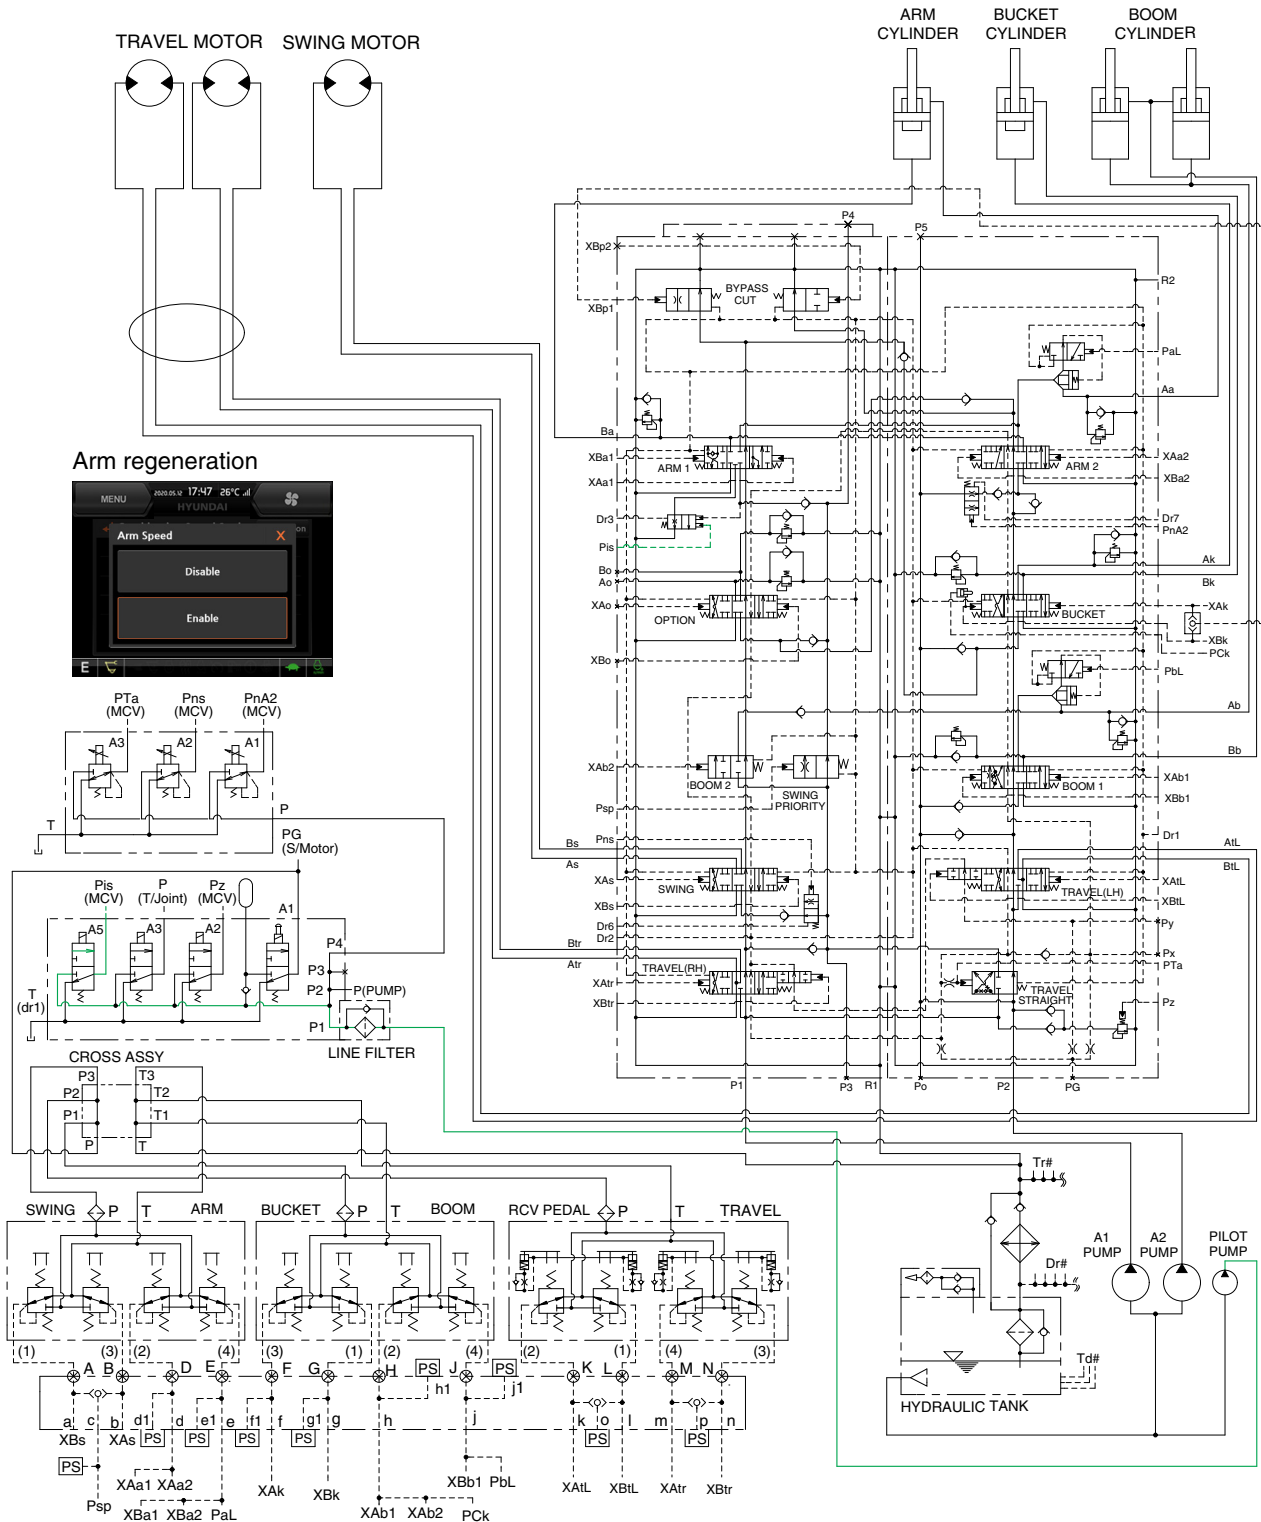 ARM
CYLINDER
BUCKET
CYLINDER
BOOM
CYLINDER
TRAVEL MOTOR
SWING MOTOR
P4
P5
XBp2
R2
BYPASS
CUT
XBp1
PaL
Aa
Ba
Arm regeneration
XBa1
ARM 1
ARM 2
XAa2
XAa1
XBa2
MENU
2020.05.12 17:47 26°C
HYUNDAI
on
Arm Speed X
Disable
Enable
E
Dr3
Dr7
Pis
PnA2
Bo
Ao
Ak
Bk
XAo
OPTION
BUCKET
XAk
XBo
XBk
PCk
PbL
PTa
(MCV)
Pns
(MCV)
PnA2
(MCV)
A3
A2
A1
Ab
Bb
XAb2
BOOM 2
SWING
PRIORITY
BOOM 1
XAb1
Psp
XBb1
P
T
PG
(S/Motor)
Pns
Bs
As
Dr1
AtL
BtL
XAs
SWING
TRAVEL(LH)
XAtL
XBs
XBtL
Dr6
Dr2
Py
Pis
(MCV)
P
(T/Joint)
Pz
(MCV)
A1
A5
A3
A2
P4
P3
P2
P(PUMP)
P1
T
(dr1)
LINE FILTER
Btr
Atr
TRAVEL(RH)
Px
PTa
XAtr
TRAVEL
STRAIGHT
XBtr
Pz
P1
P3
R1
Po
P2
PG
CROSS ASSY
P3
T3
P2
T2
P1
T1
P
T
Tr#
SWING
P
T
ARM
BUCKET
P
T
BOOM
RCV PEDAL
P
T
TRAVEL
A1
PUMP
A2
PUMP
PILOT
PUMP
Dr#
Td#
HYDRAULIC TANK
(1)
(3)
(2)
(4)
(3)
(1)
(2)
(4)
(2)
(1)
(4)
(3)
A
B
D
E
F
G
H
PS
J
PS
K
L
M
N
h1
j1
a
c
b
d1
d
e1
e
f1
f
g1
g
h
j
k
o
l
m
p
n
XBs
XAs
PS
PS
PS
PS
PS
PS
PS
XAa1
XAa2
Psp
XBa1
XBa2
PaL
XAk
XBk
XAb1
XAb2
PCk
XBb1
PbL
XAtL
XBtL
XAtr
XBtr